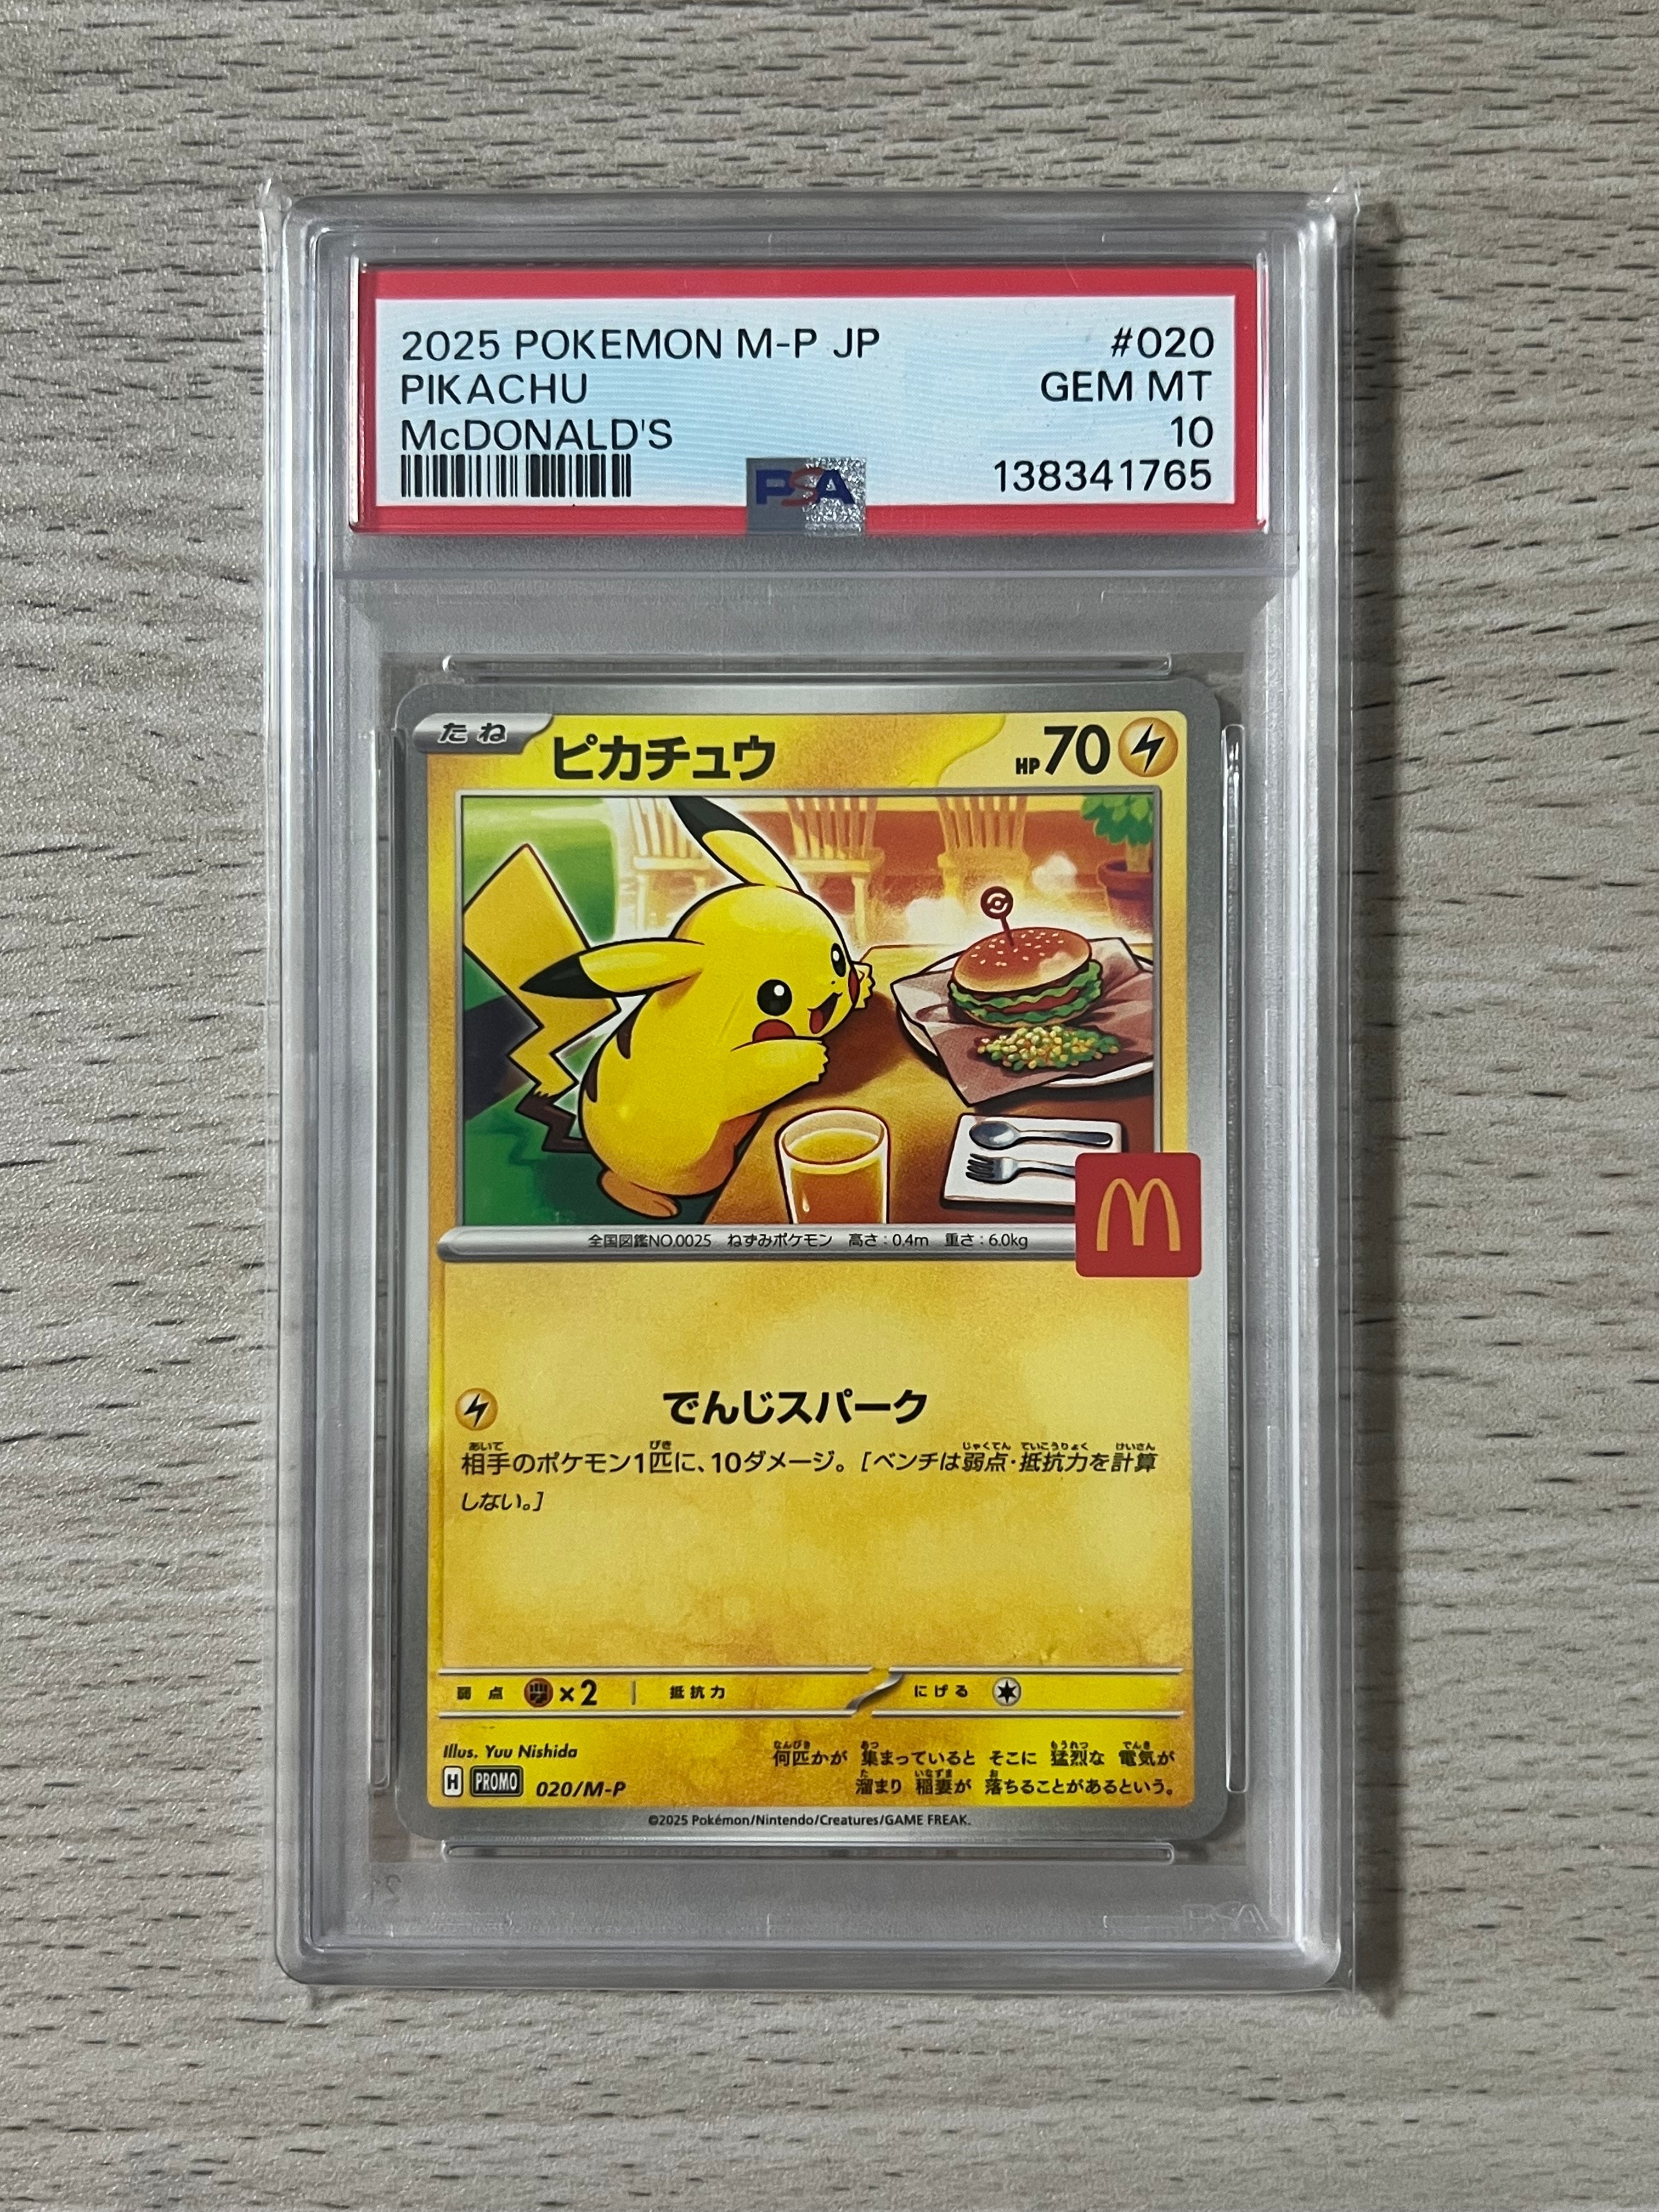 2025 POKEMON M-P JP #020
PIKACHU GEM MT
McDONALD'S 10
138341765
PSA
たね ピカチュウ HP70
全国図鑑NO.0025 ねずみポケモン 高さ:0.4m 重さ:6.0kg
でんじスパーク
相手のポケモン1匹に、10ダメージ。[ベンチは弱点・抵抗力を計算
しない。]
弱点 ×2 抵抗力 にげる
Illus. Yuu Nishida
H PROMO 020/M-P
何匹かが 集まっていると そこに 猛烈な 電気が
溜まり 稲妻が 落ちることがあるという。
©2025 Pokémon/Nintendo/Creatures/GAME FREAK.